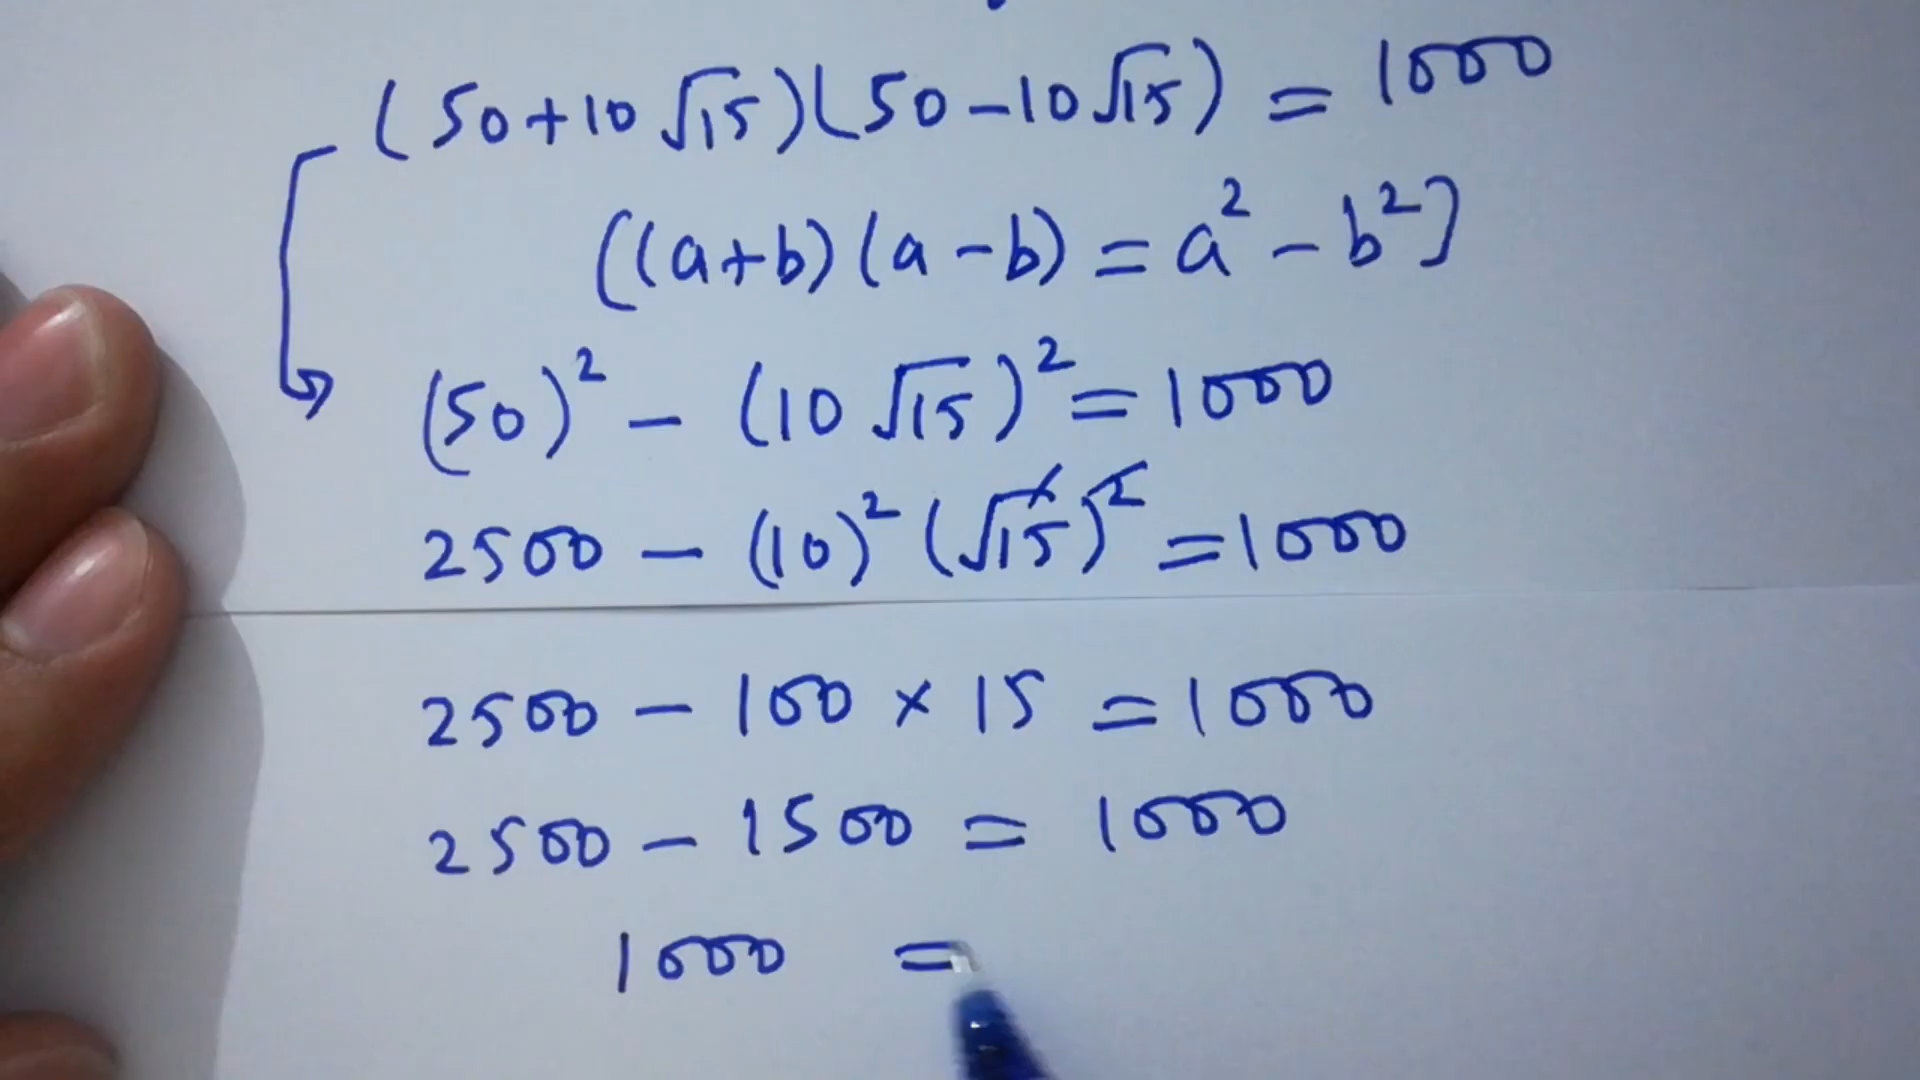 (50+10√15)(50-10√15) = 1000
((a+b)(a-b) = a² - b²]
(50)² - (10√15)² = 1000
2500 - (10)² (√15)² = 1000
2500 - 100 × 15 = 1000
2500 - 1500 = 1000
1000 =